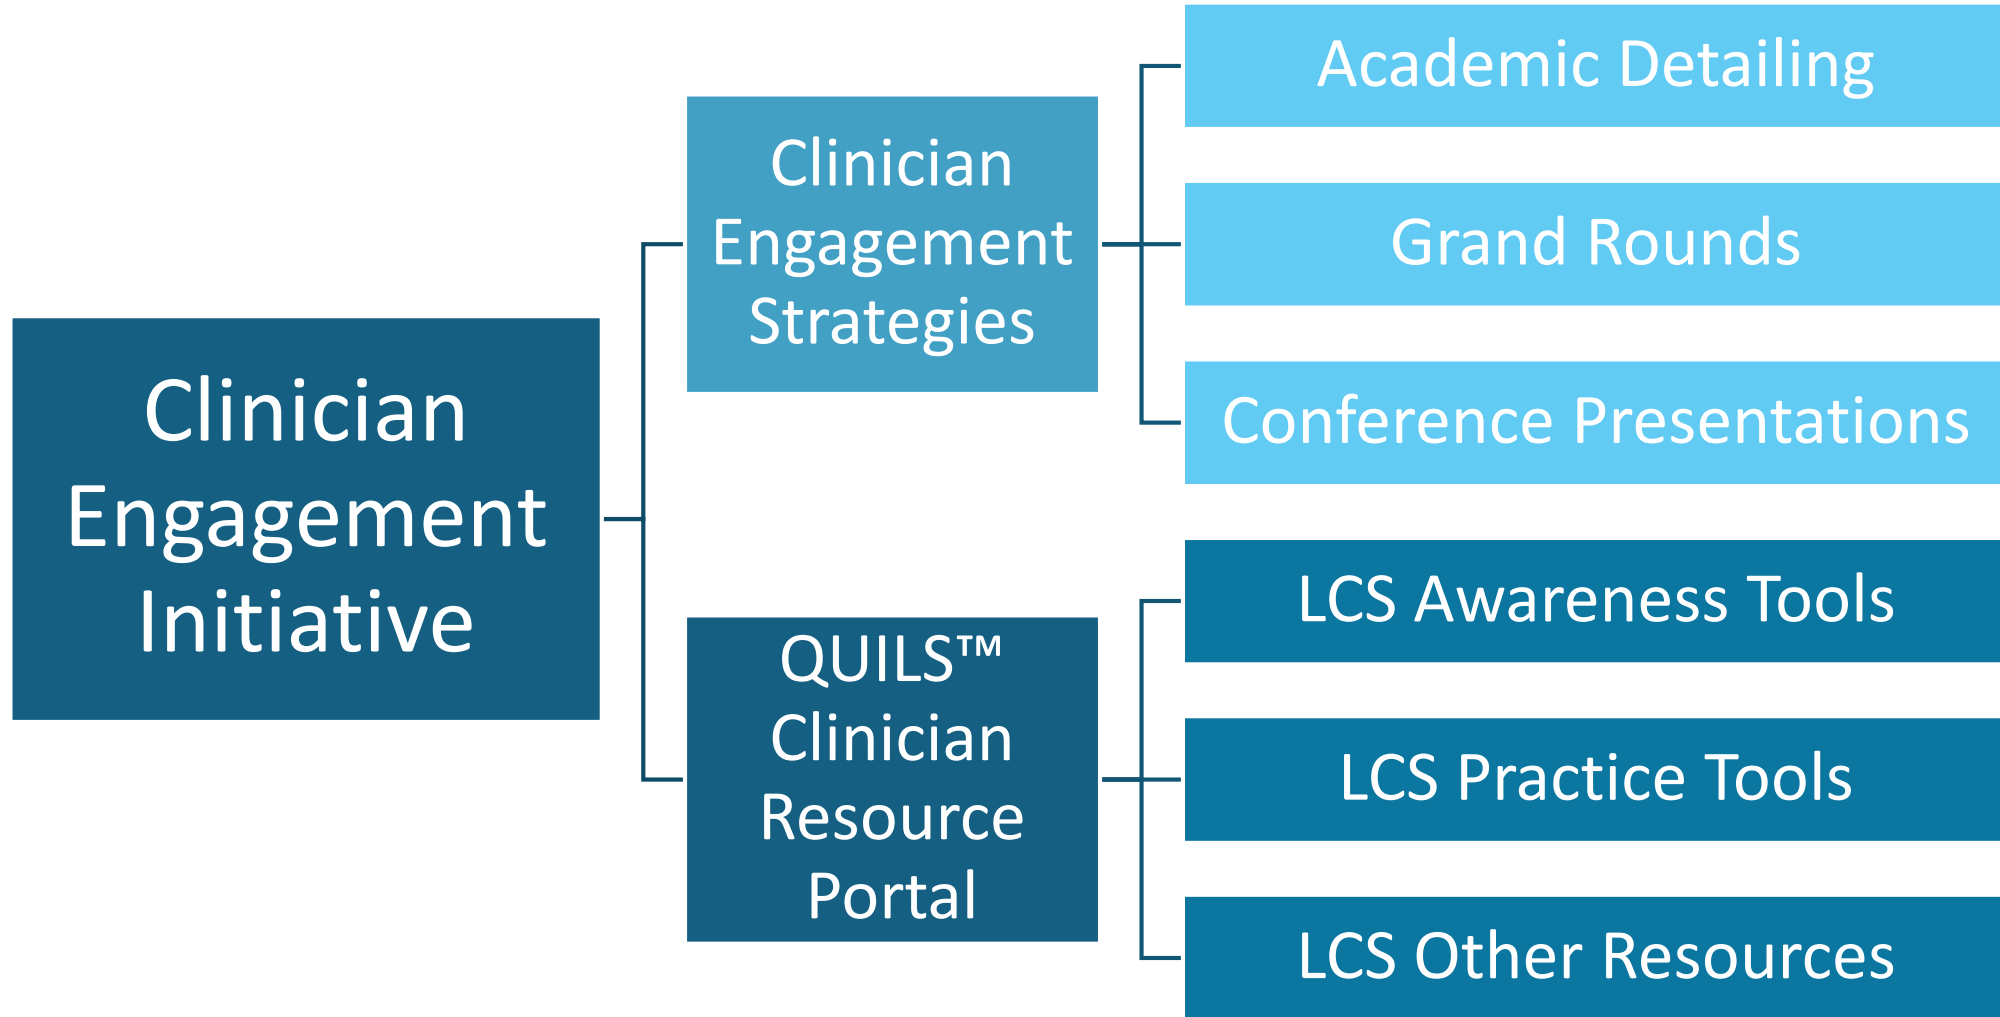 Clinician
Engagement
Initiative
Clinician
Engagement
Strategies
Academic Detailing
Grand Rounds
Conference Presentations
QUILS™
Clinician
Resource
Portal
LCS Awareness Tools
LCS Practice Tools
LCS Other Resources